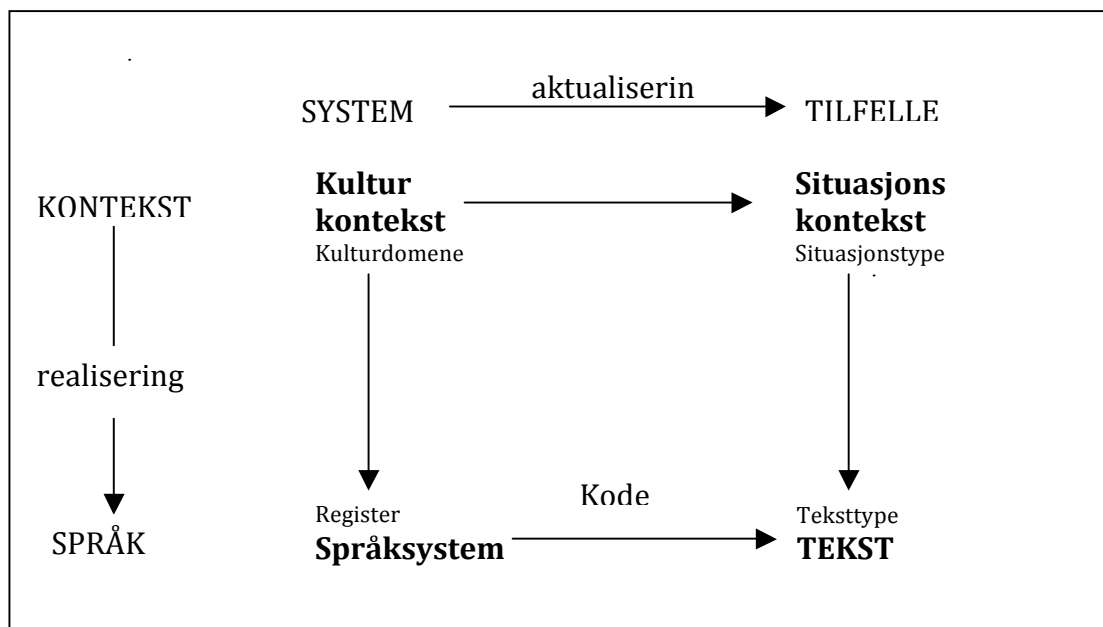 aktualiserin
SYSTEM
TILFELLE
Kultur
kontekst
Kulturdomene
Situasjons
kontekst
Situasjonstype
KONTEKST
realisering
SPRÅK
Register
Språksystem
Kode
Teksttype
TEKST